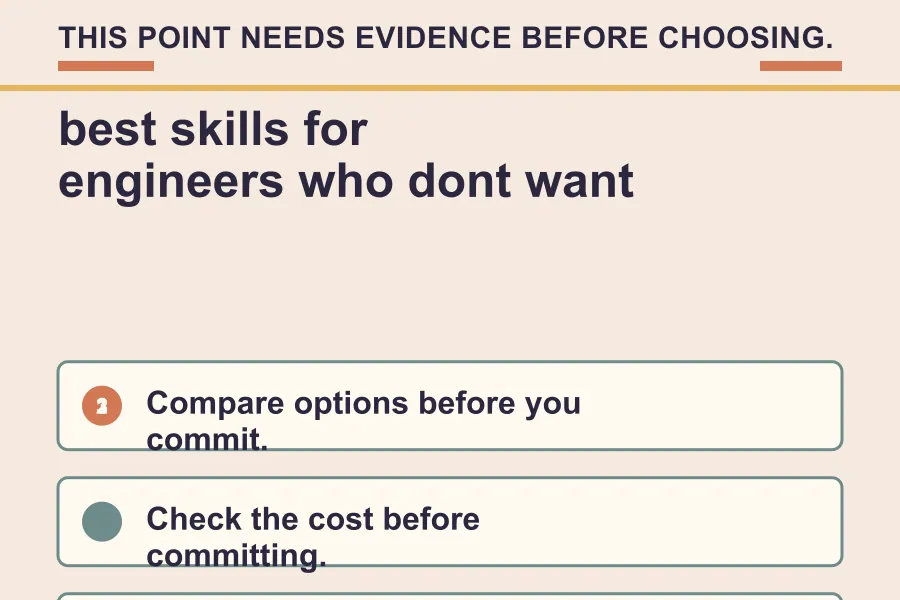 THIS POINT NEEDS EVIDENCE BEFORE CHOOSING.
best skills for
engineers who dont want
Compare options before you
commit.
Check the cost before
committing.